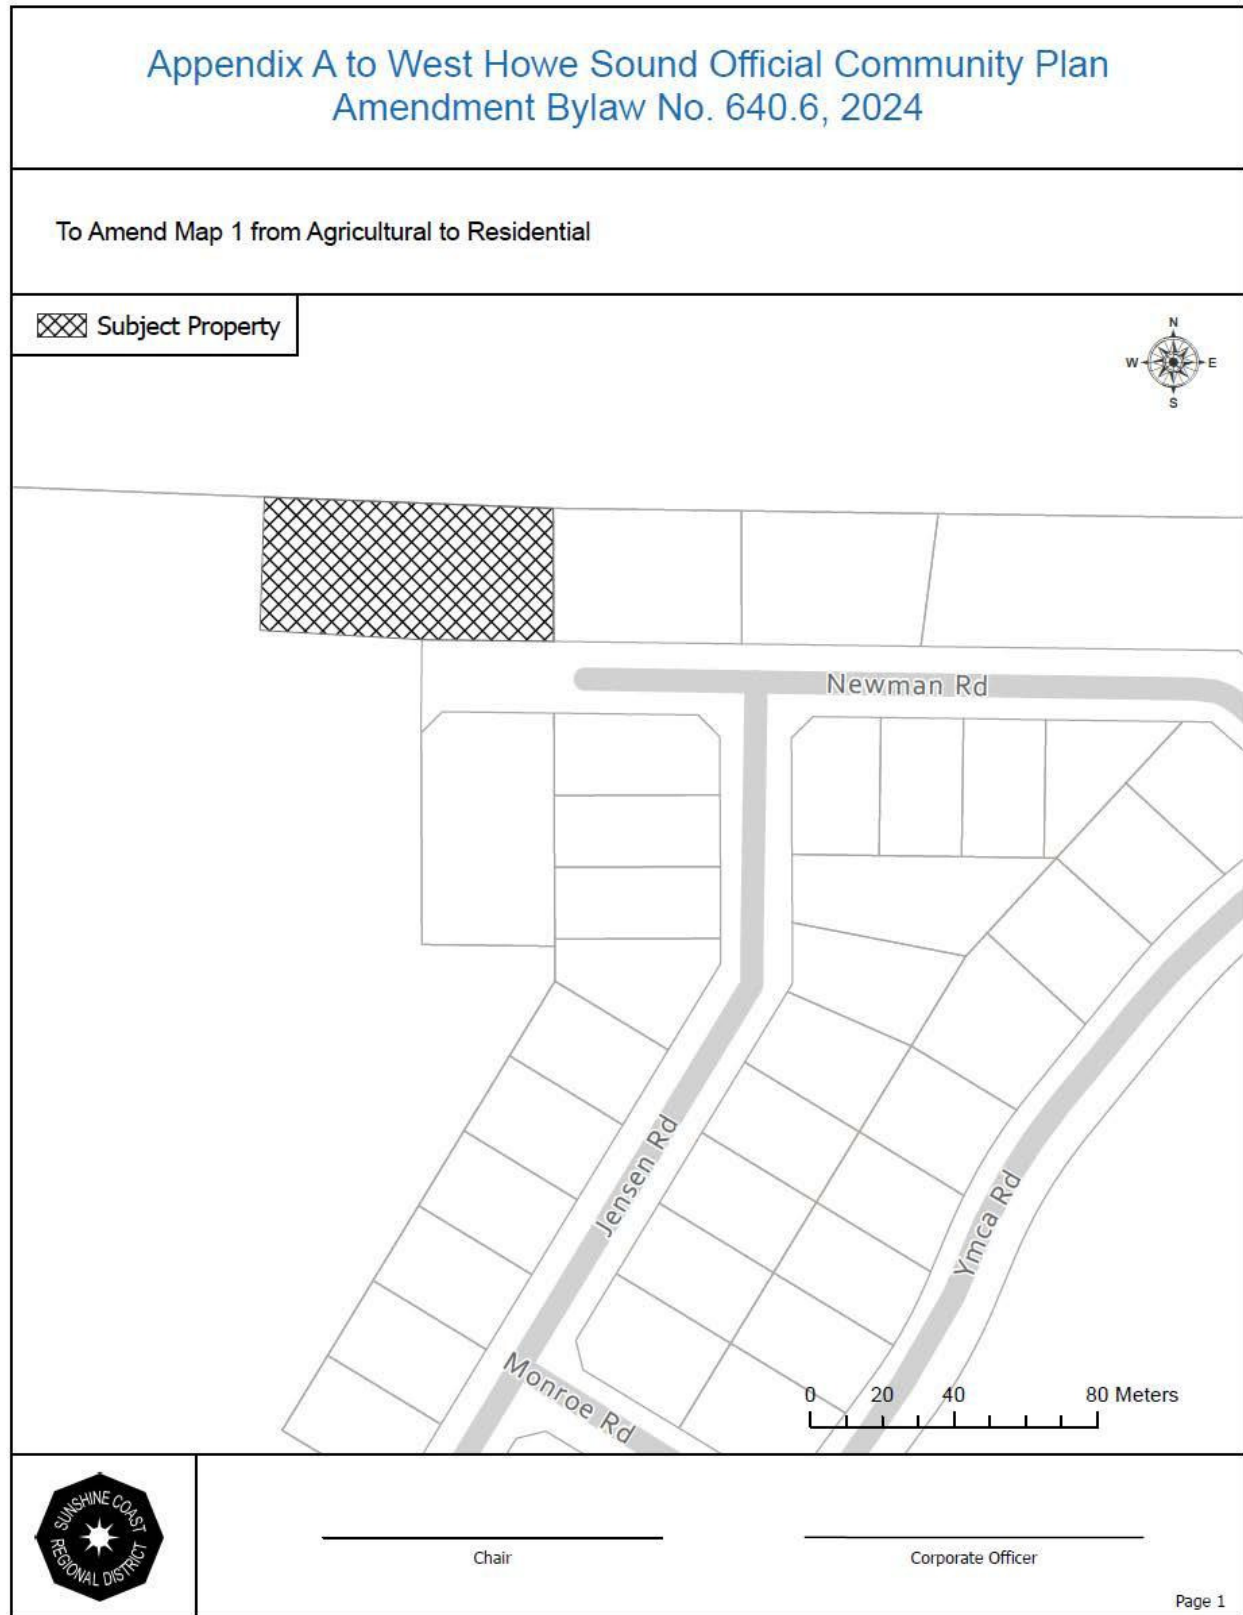 Appendix A to West Howe Sound Official Community Plan
Amendment Bylaw No. 640.6, 2024
To Amend Map 1 from Agricultural to Residential
Subject Property
N
W E
S
Newman Rd
Jensen Rd
Ymca Rd
Monroe Rd
0 20 40 80 Meters
SUNSHINE COAST
REGIONAL DISTRICT
Chair
Corporate Officer
Page 1